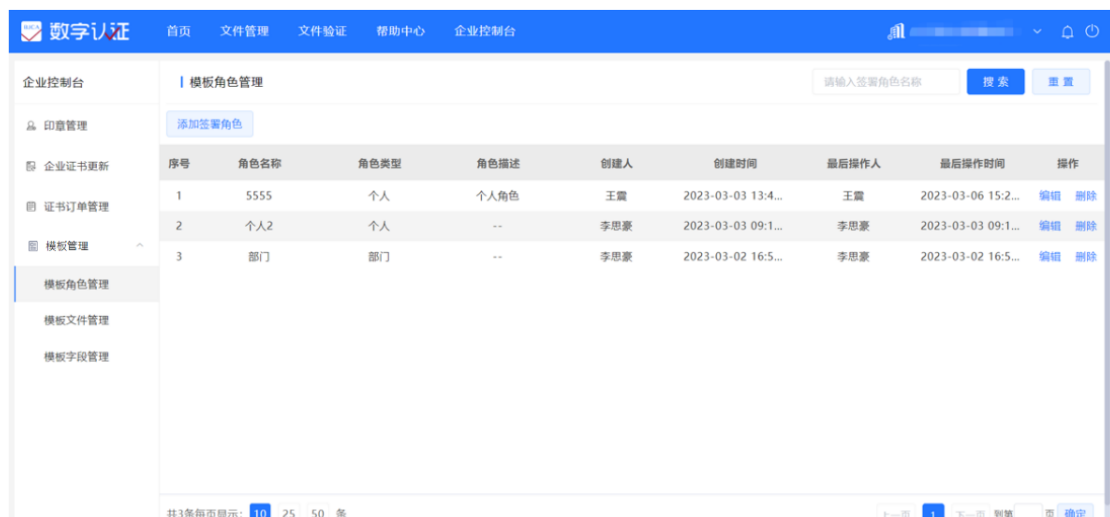 BJCA 数字认证 首页 文件管理 文件验证 帮助中心 企业控制台
企业控制台
模板角色管理 请输入签署角色名称 搜索 重置
印章管理
添加签署角色
企业证书更新
证书订单管理
模板管理
模板角色管理
模板文件管理
模板字段管理
序号 角色名称 角色类型 角色描述 创建人 创建时间 最后操作人 最后操作时间 操作
1 5555 个人 个人角色 王震 2023-03-03 13:4... 王震 2023-03-06 15:2... 编辑 删除
2 个人2 个人 -- 李思豪 2023-03-03 09:1... 李思豪 2023-03-03 09:1... 编辑 删除
3 部门 部门 -- 李思豪 2023-03-02 16:5... 李思豪 2023-03-02 16:5... 编辑 删除
共3条每页显示: 10 25 50 条 上一页 1 下一页 到第 页 确定